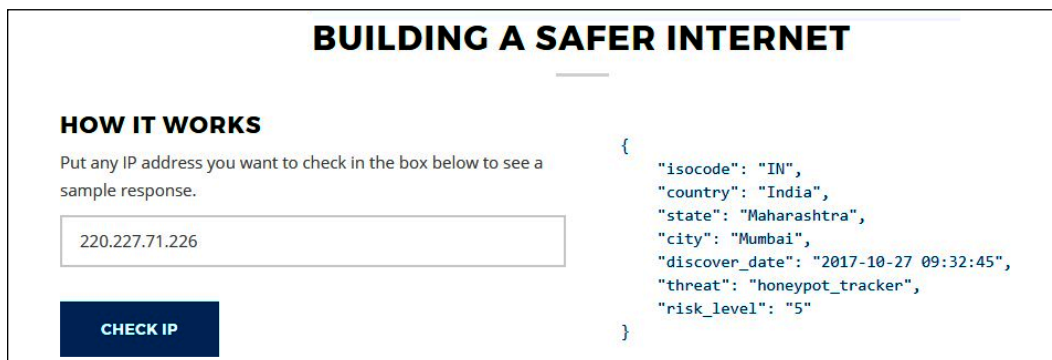 BUILDING A SAFER INTERNET
HOW IT WORKS
Put any IP address you want to check in the box below to see a
sample response.
220.227.71.226
CHECK IP
{
"isocode": "IN",
"country": "India",
"state": "Maharashtra",
"city": "Mumbai",
"discover_date": "2017-10-27 09:32:45",
"threat": "honeypot_tracker",
"risk_level": "5"
}